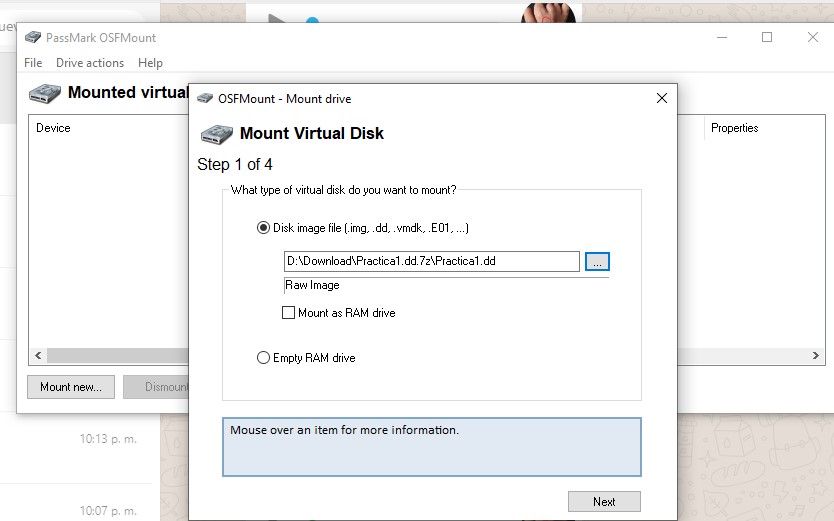 PassMark OSFMount
File Drive actions Help
Mounted virtual
Device
Properties
Mount new...
Dismount
OSFMount - Mount drive
Mount Virtual Disk
Step 1 of 4
What type of virtual disk do you want to mount?
Disk image file (.img, .dd, .vmdk, .E01, ...)
D:\Download\Practica1.dd.7z\Practica1.dd
...
Raw Image
Mount as RAM drive
Empty RAM drive
Mouse over an item for more information.
Next
10:13 p. m.
10:07 p. m.